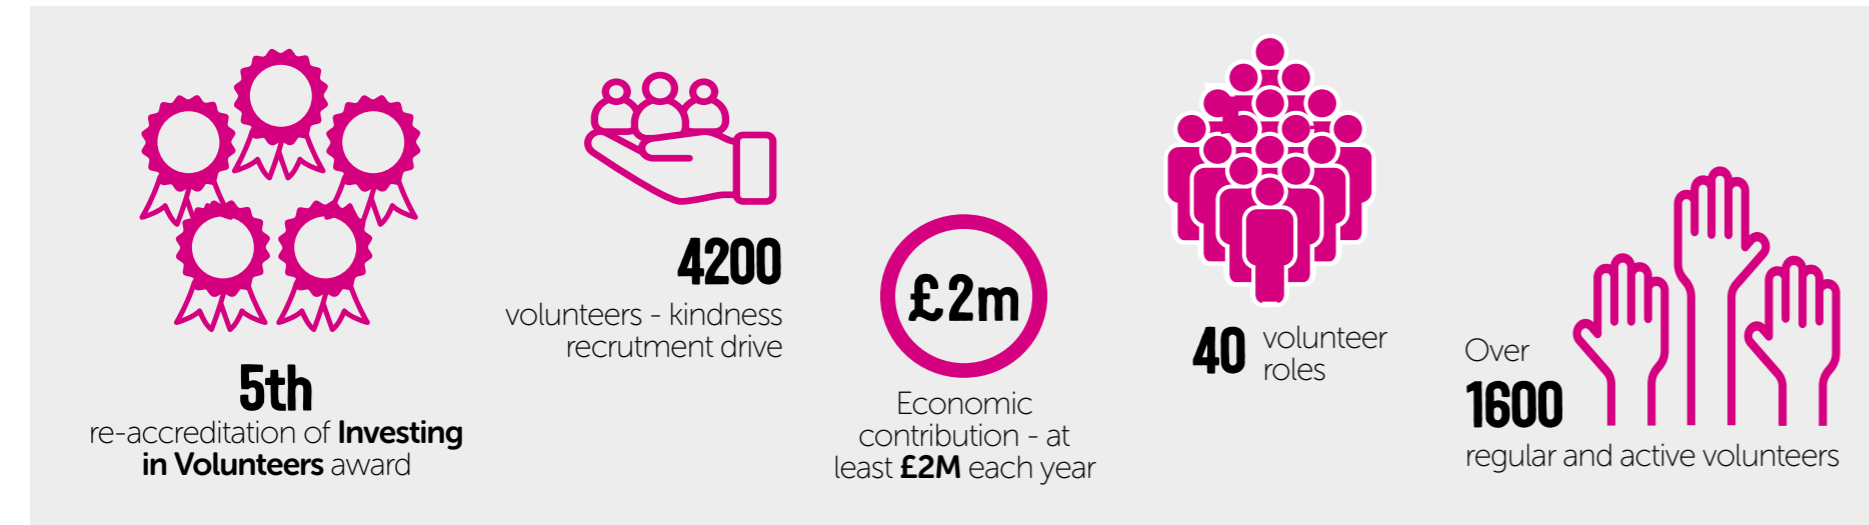 5th
re-accreditation of Investing
in Volunteers award
4200
volunteers - kindness
recrutment drive
£2m
Economic
contribution - at
least £2M each year
40 volunteer
roles
Over
1600
regular and active volunteers